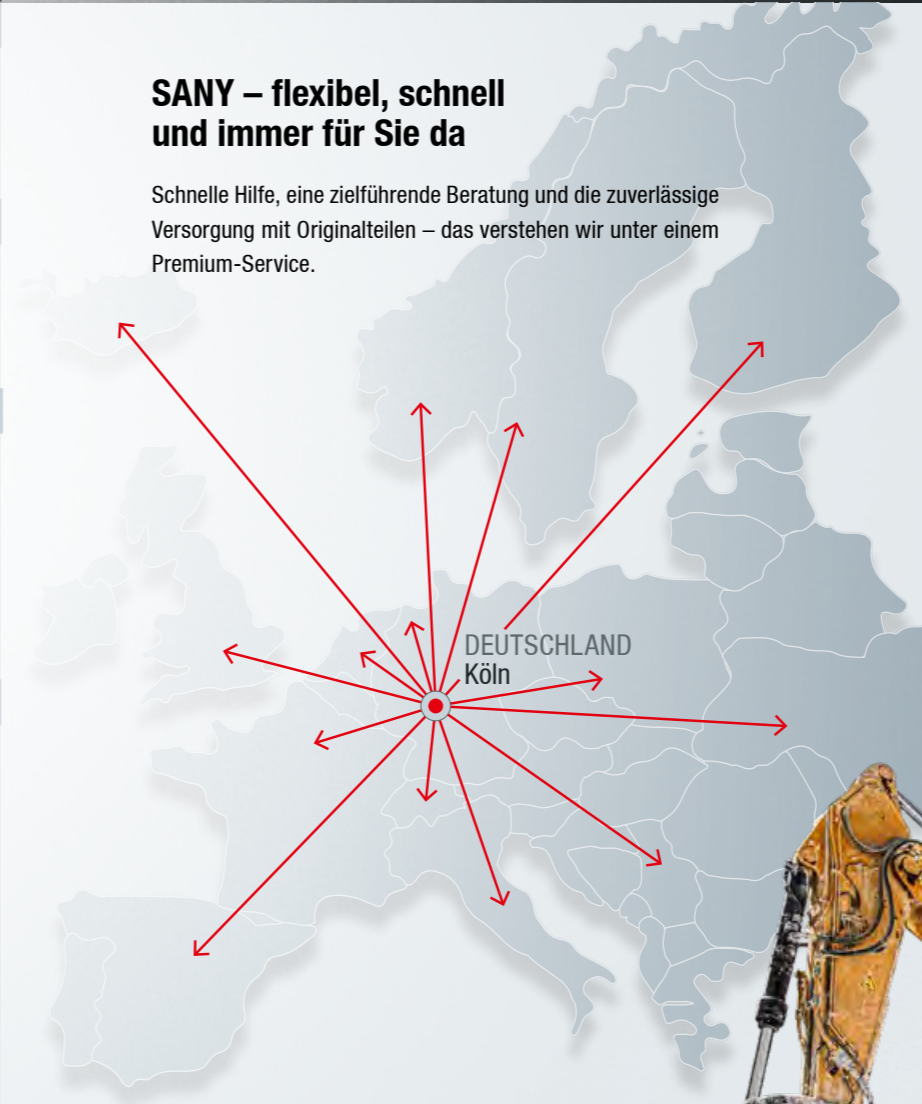 SANY – flexibel, schnell
und immer für Sie da
Schnelle Hilfe, eine zielführende Beratung und die zuverlässige
Versorgung mit Originalteilen – das verstehen wir unter einem
Premium-Service.
DEUTSCHLAND
Köln